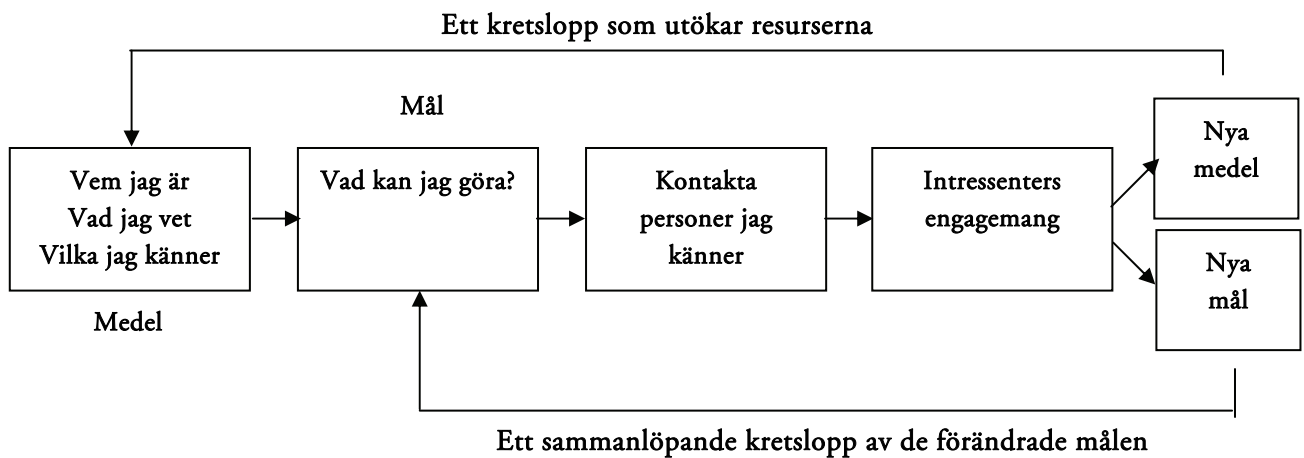 Ett kretslopp som utökar resurserna
Mål
Vem jag är
Vad jag vet
Vilka jag känner
Medel
Vad kan jag göra?
Kontakta
personer jag
känner
Intressenters
engagemang
Nya
medel
Nya
mål
Ett sammanlöpande kretslopp av de förändrade målen